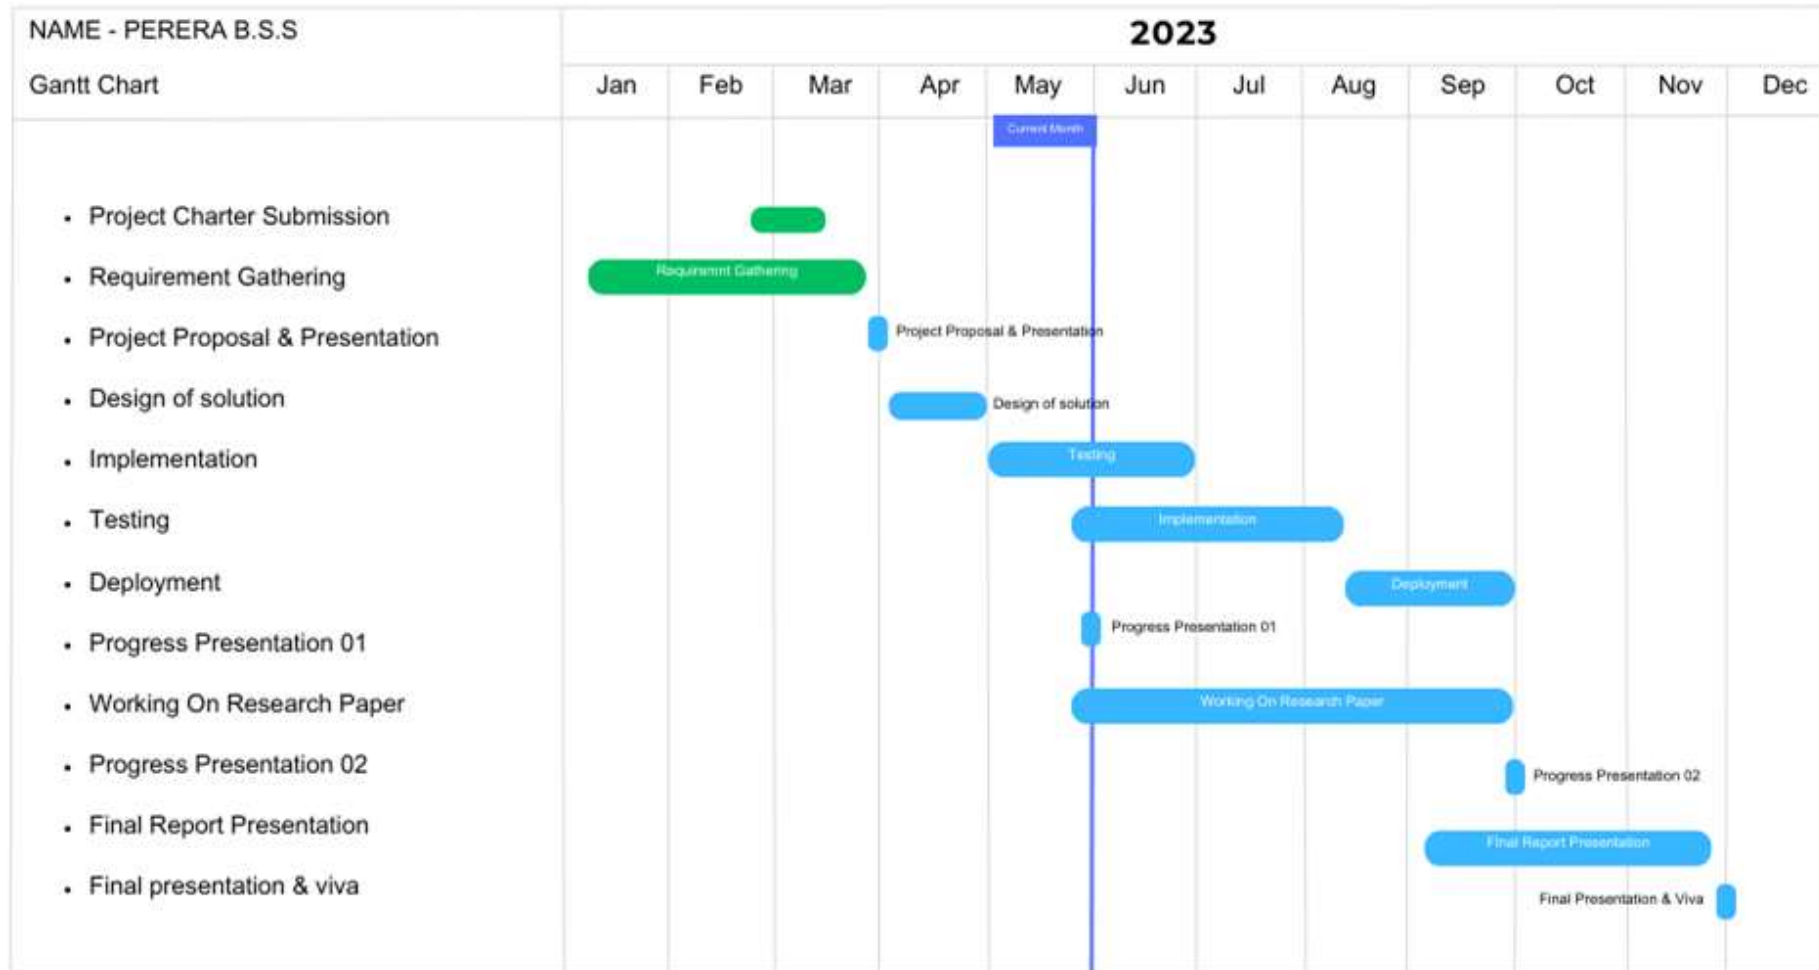 NAME - PERERA B.S.S
2023
Gantt Chart
Jan Feb Mar Apr May Jun Jul Aug Sep Oct Nov Dec
Current Month
• Project Charter Submission
• Requirement Gathering
Requiremnt Gathering
• Project Proposal & Presentation
Project Proposal & Presentation
• Design of solution
Design of solution
• Implementation
Testing
• Testing
Implementation
• Deployment
Deployment
• Progress Presentation 01
Progress Presentation 01
• Working On Research Paper
Working On Research Paper
• Progress Presentation 02
Progress Presentation 02
• Final Report Presentation
Final Report Presentation
• Final presentation & viva
Final Presentation & Viva